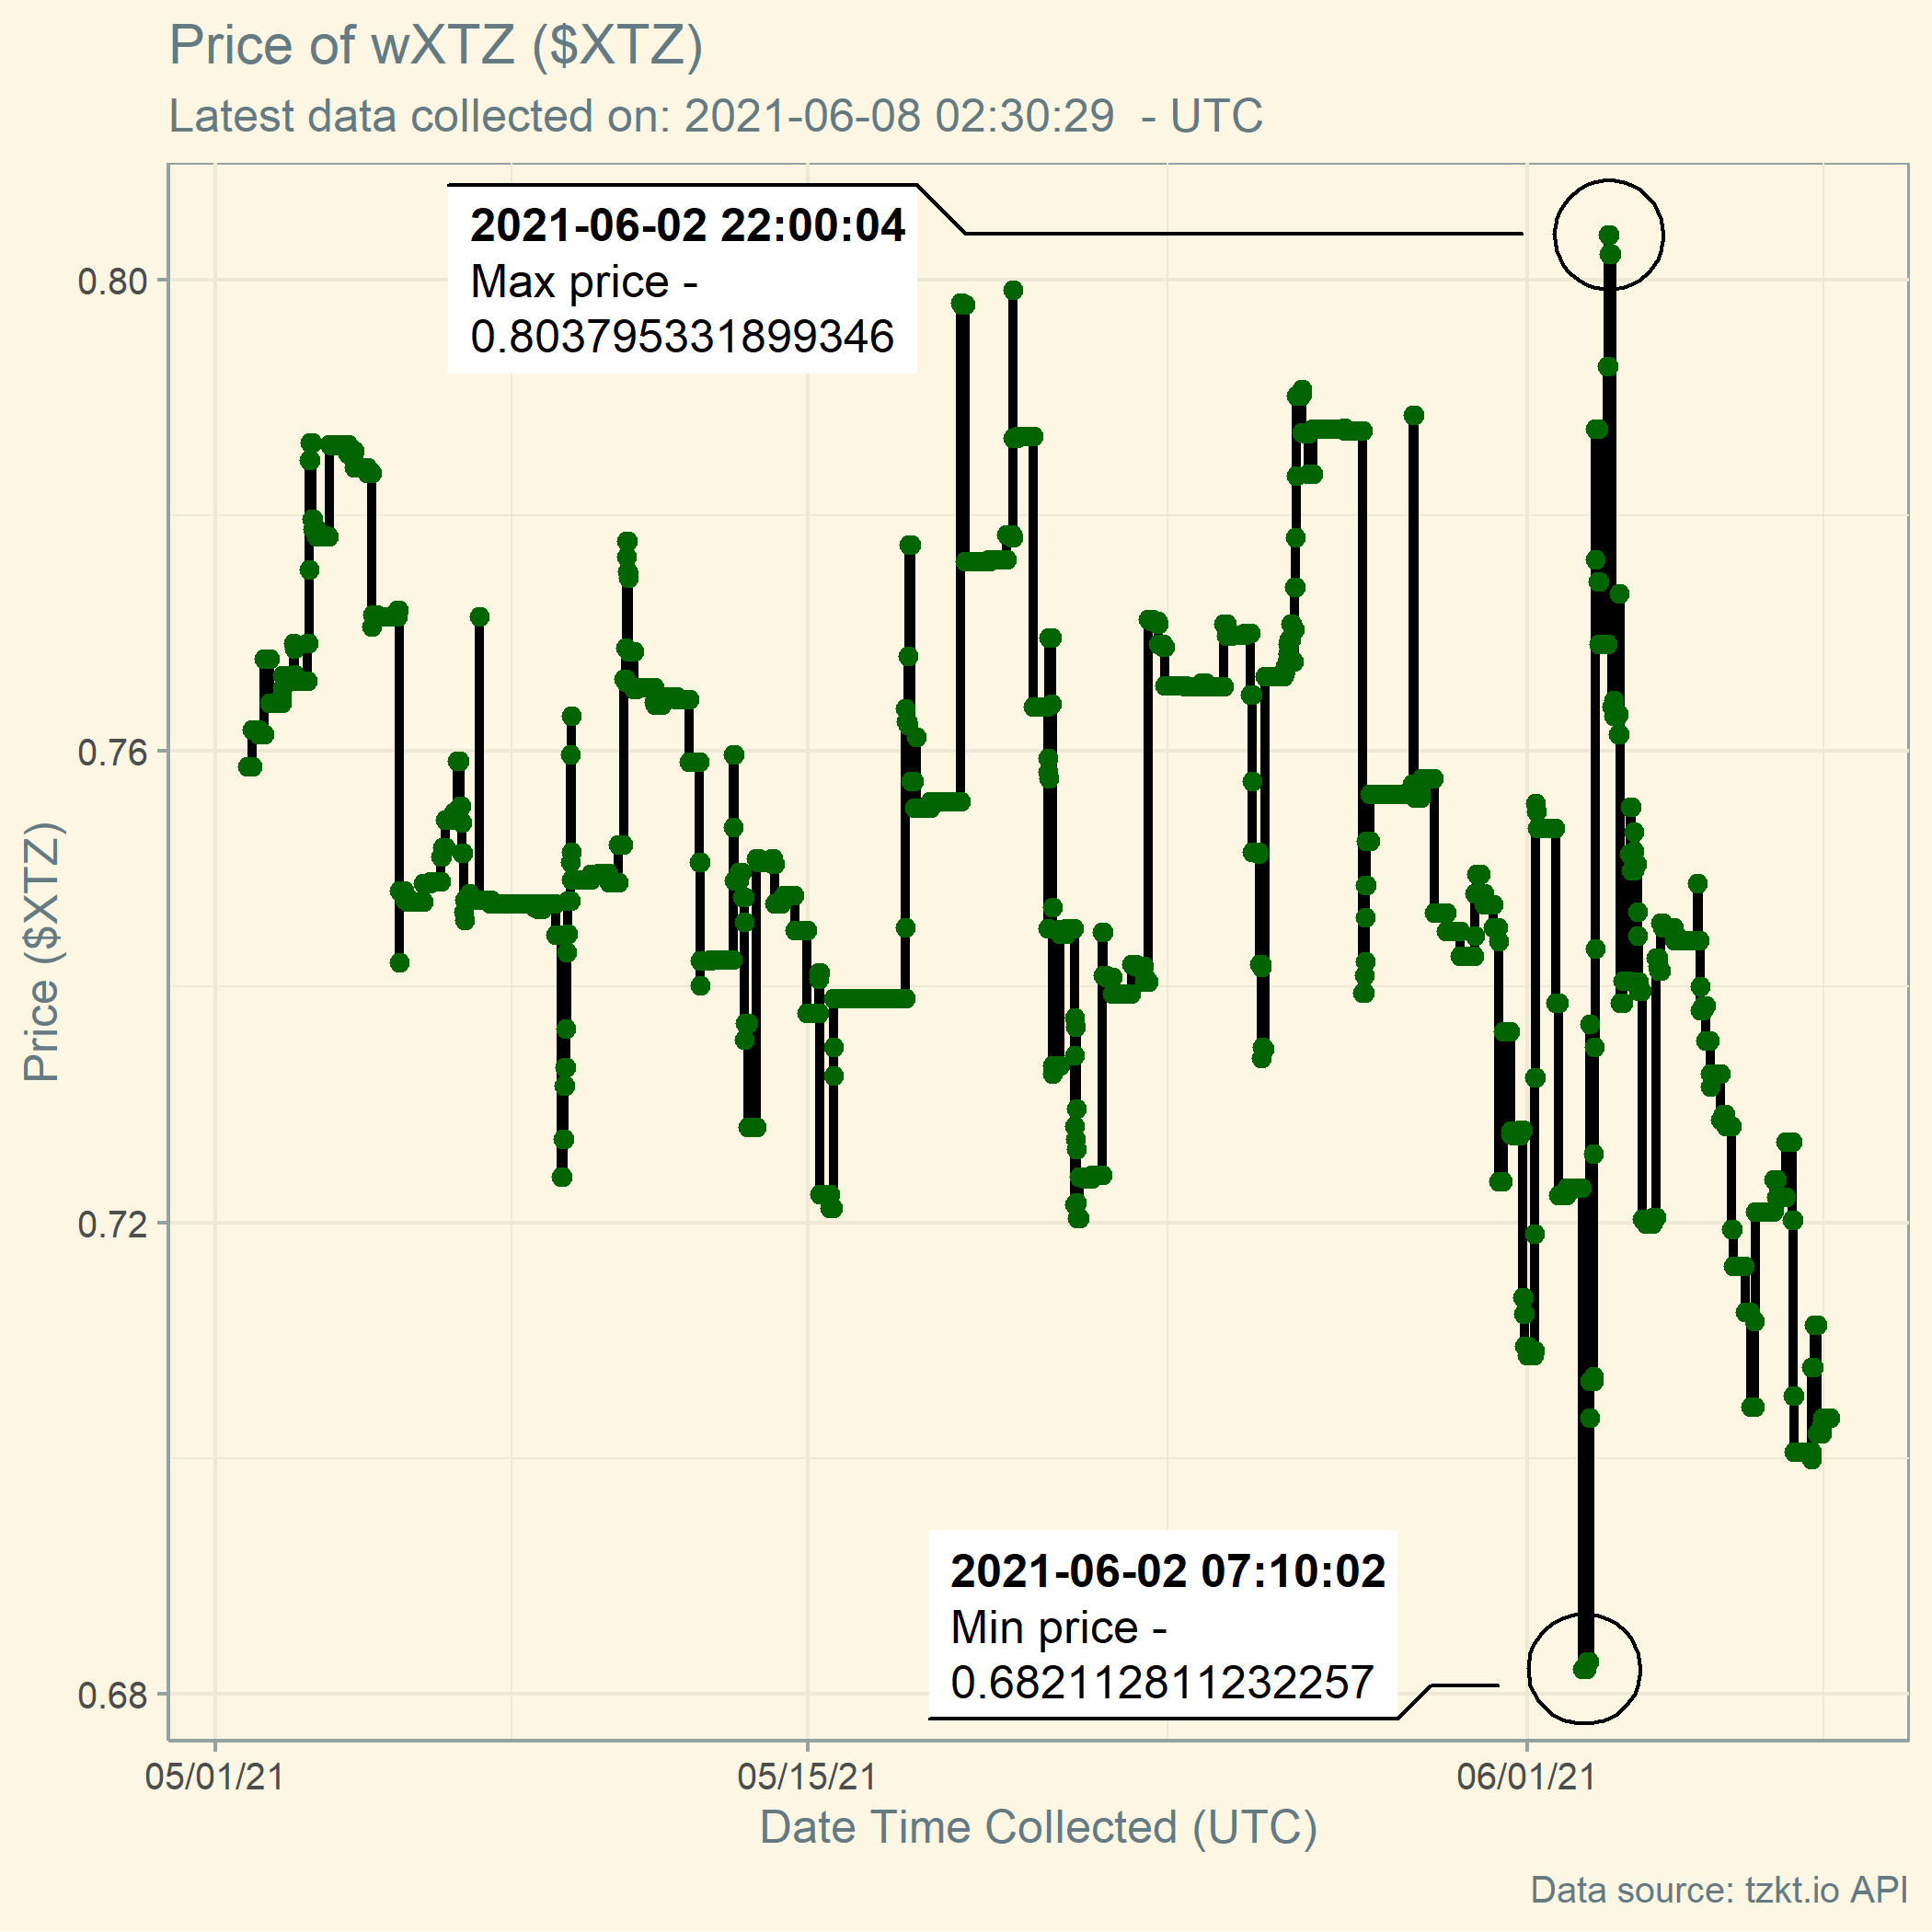 Price of wXTZ ($XTZ)
Latest data collected on: 2021-06-08 02:30:29  - UTC
2021-06-02 22:00:04
Max price -
0.803795331899346
0.80
0.76
0.72
0.68
Price ($XTZ)
2021-06-02 07:10:02
Min price -
0.682112811232257
05/01/21
05/15/21
06/01/21
Date Time Collected (UTC)
Data source: tzkt.io API